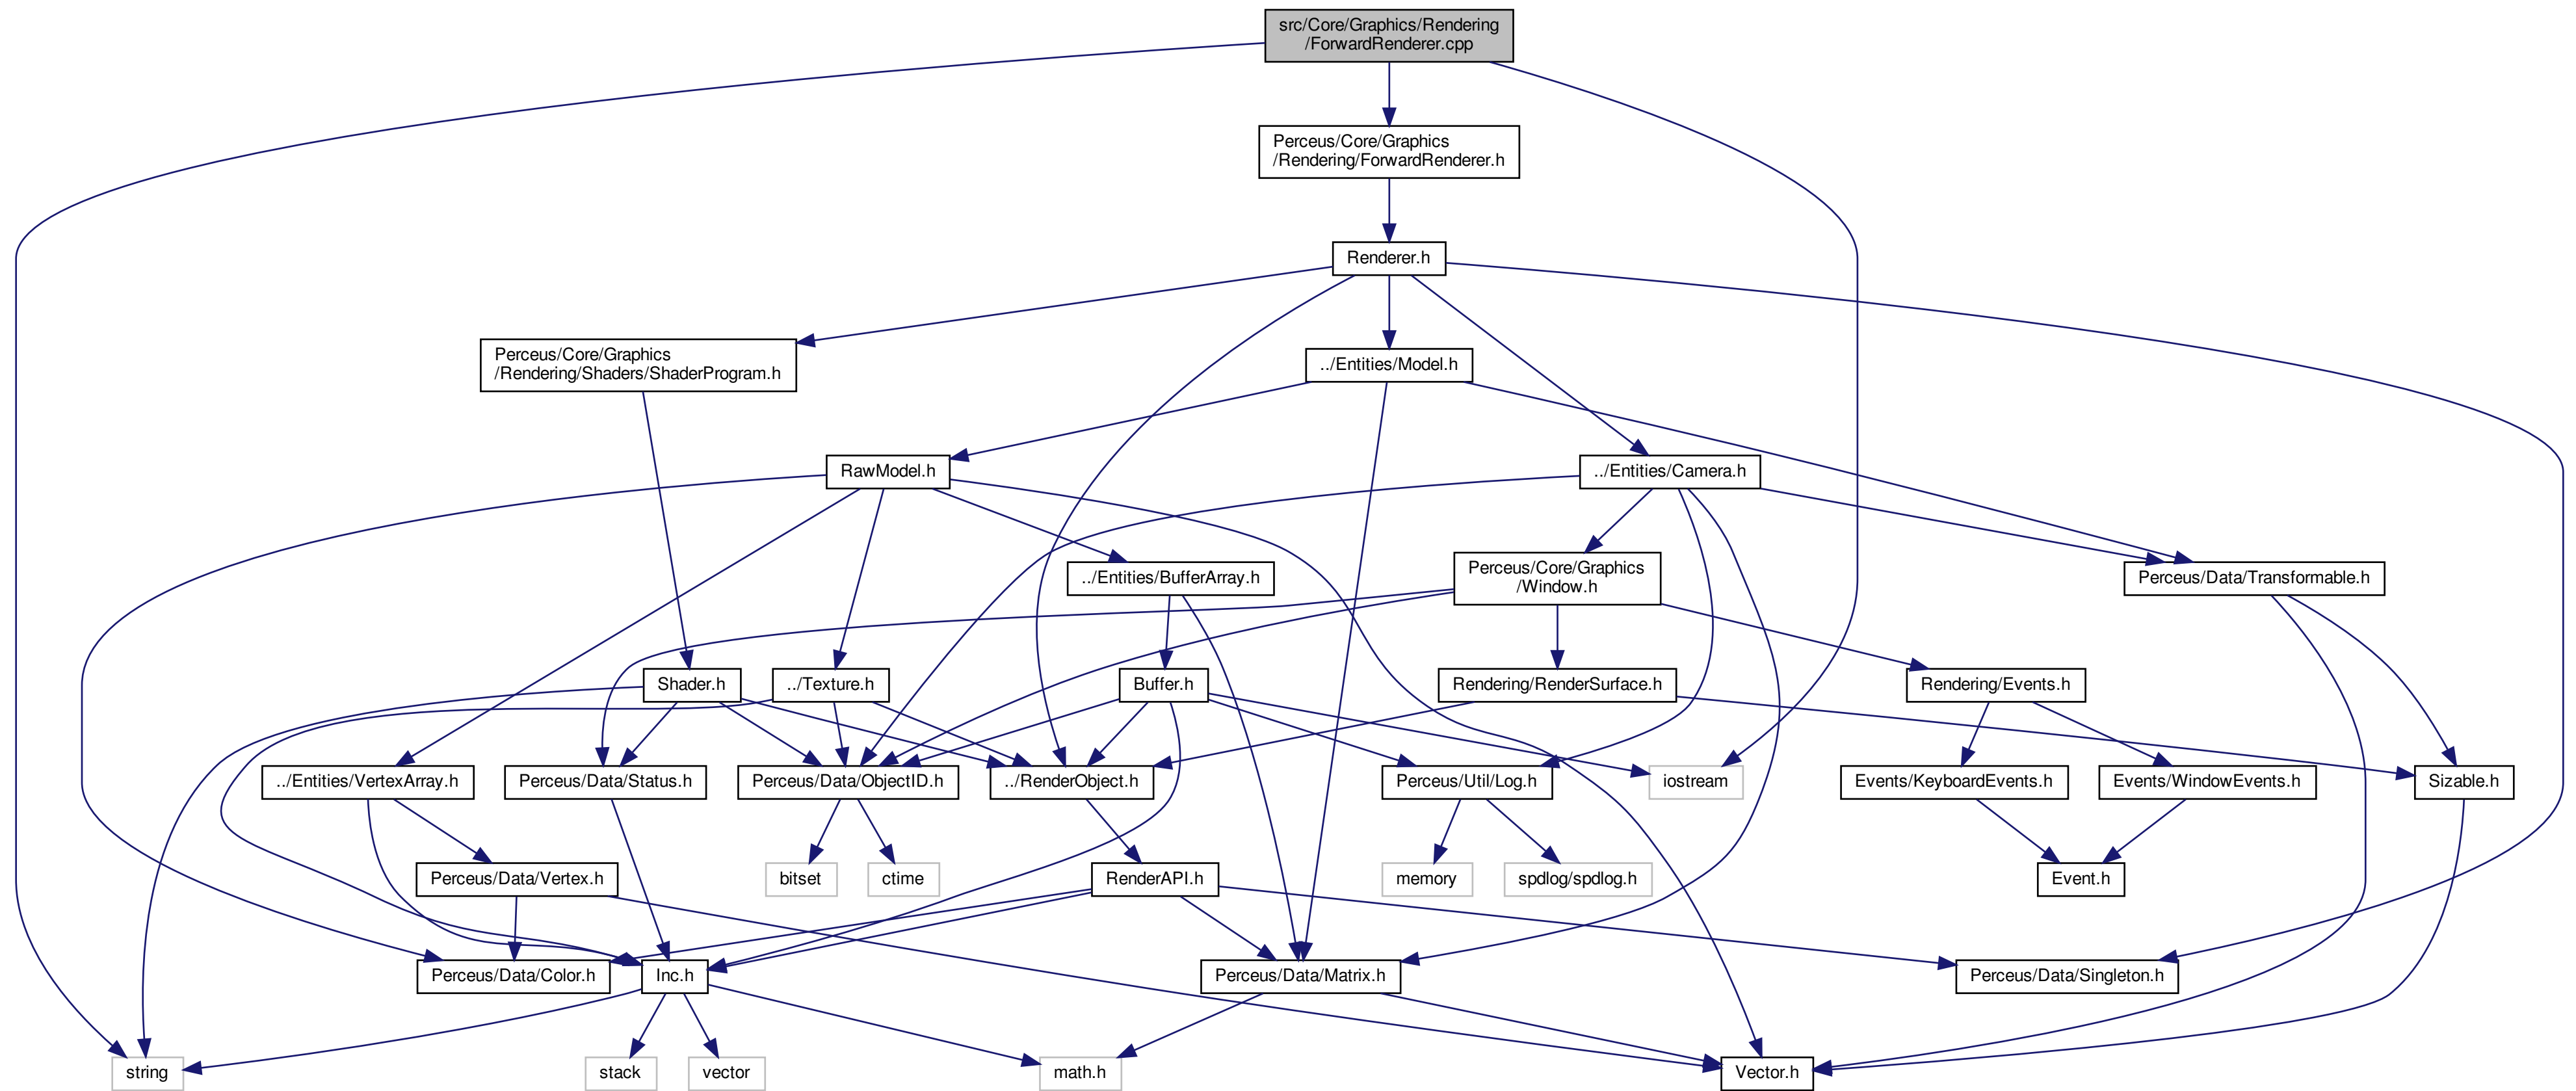 src/Core/Graphics/Rendering
/ForwardRenderer.cpp
Perceus/Core/Graphics
/Rendering/ForwardRenderer.h
Renderer.h
Perceus/Core/Graphics
/Rendering/Shaders/ShaderProgram.h
../Entities/Model.h
RawModel.h
../Entities/Camera.h
../Entities/BufferArray.h
Perceus/Core/Graphics
/Window.h
Perceus/Data/Transformable.h
Shader.h
../Texture.h
Buffer.h
Rendering/RenderSurface.h
Rendering/Events.h
../Entities/VertexArray.h
Perceus/Data/Status.h
Perceus/Data/ObjectID.h
../RenderObject.h
Perceus/Util/Log.h
iostream
Events/KeyboardEvents.h
Events/WindowEvents.h
Sizable.h
Perceus/Data/Vertex.h
bitset
ctime
RenderAPI.h
memory
spdlog/spdlog.h
Event.h
Perceus/Data/Color.h
Inc.h
Perceus/Data/Matrix.h
Perceus/Data/Singleton.h
string
stack
vector
math.h
Vector.h